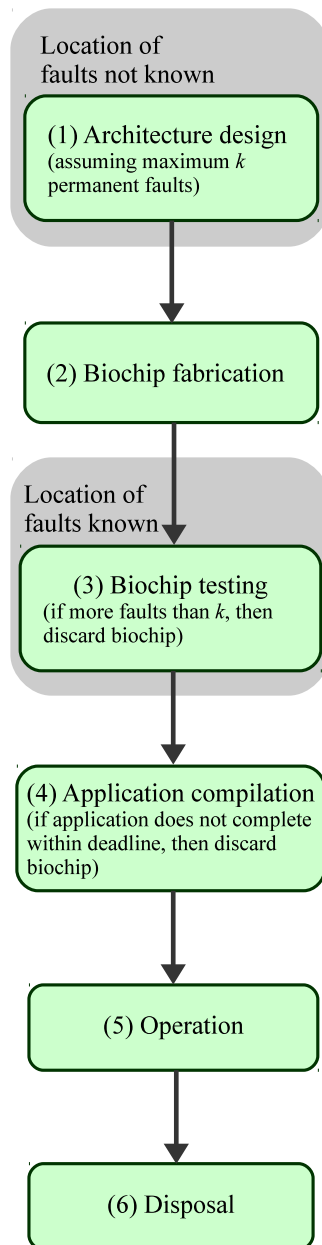 Location of
faults not known
(1) Architecture design
(assuming maximum k
permanent faults)
(2) Biochip fabrication
Location of
faults known
(3) Biochip testing
(if more faults than k, then
discard biochip)
(4) Application compilation
(if application does not complete
within deadline, then discard
biochip)
(5) Operation
(6) Disposal